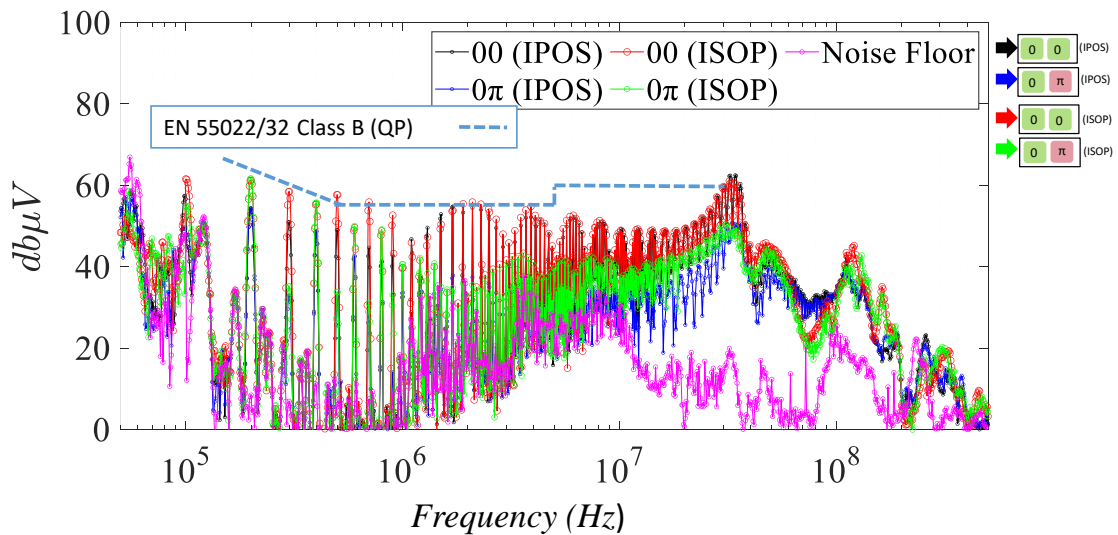 100
80
60
40
20
0
dbμV
00 (IPOS) 00 (ISOP) Noise Floor
0π (IPOS) 0π (ISOP)
EN 55022/32 Class B (QP)
10^5 10^6 10^7 10^8
Frequency (Hz)
0 0 (IPOS)
0 π (IPOS)
0 0 (ISOP)
0 π (ISOP)